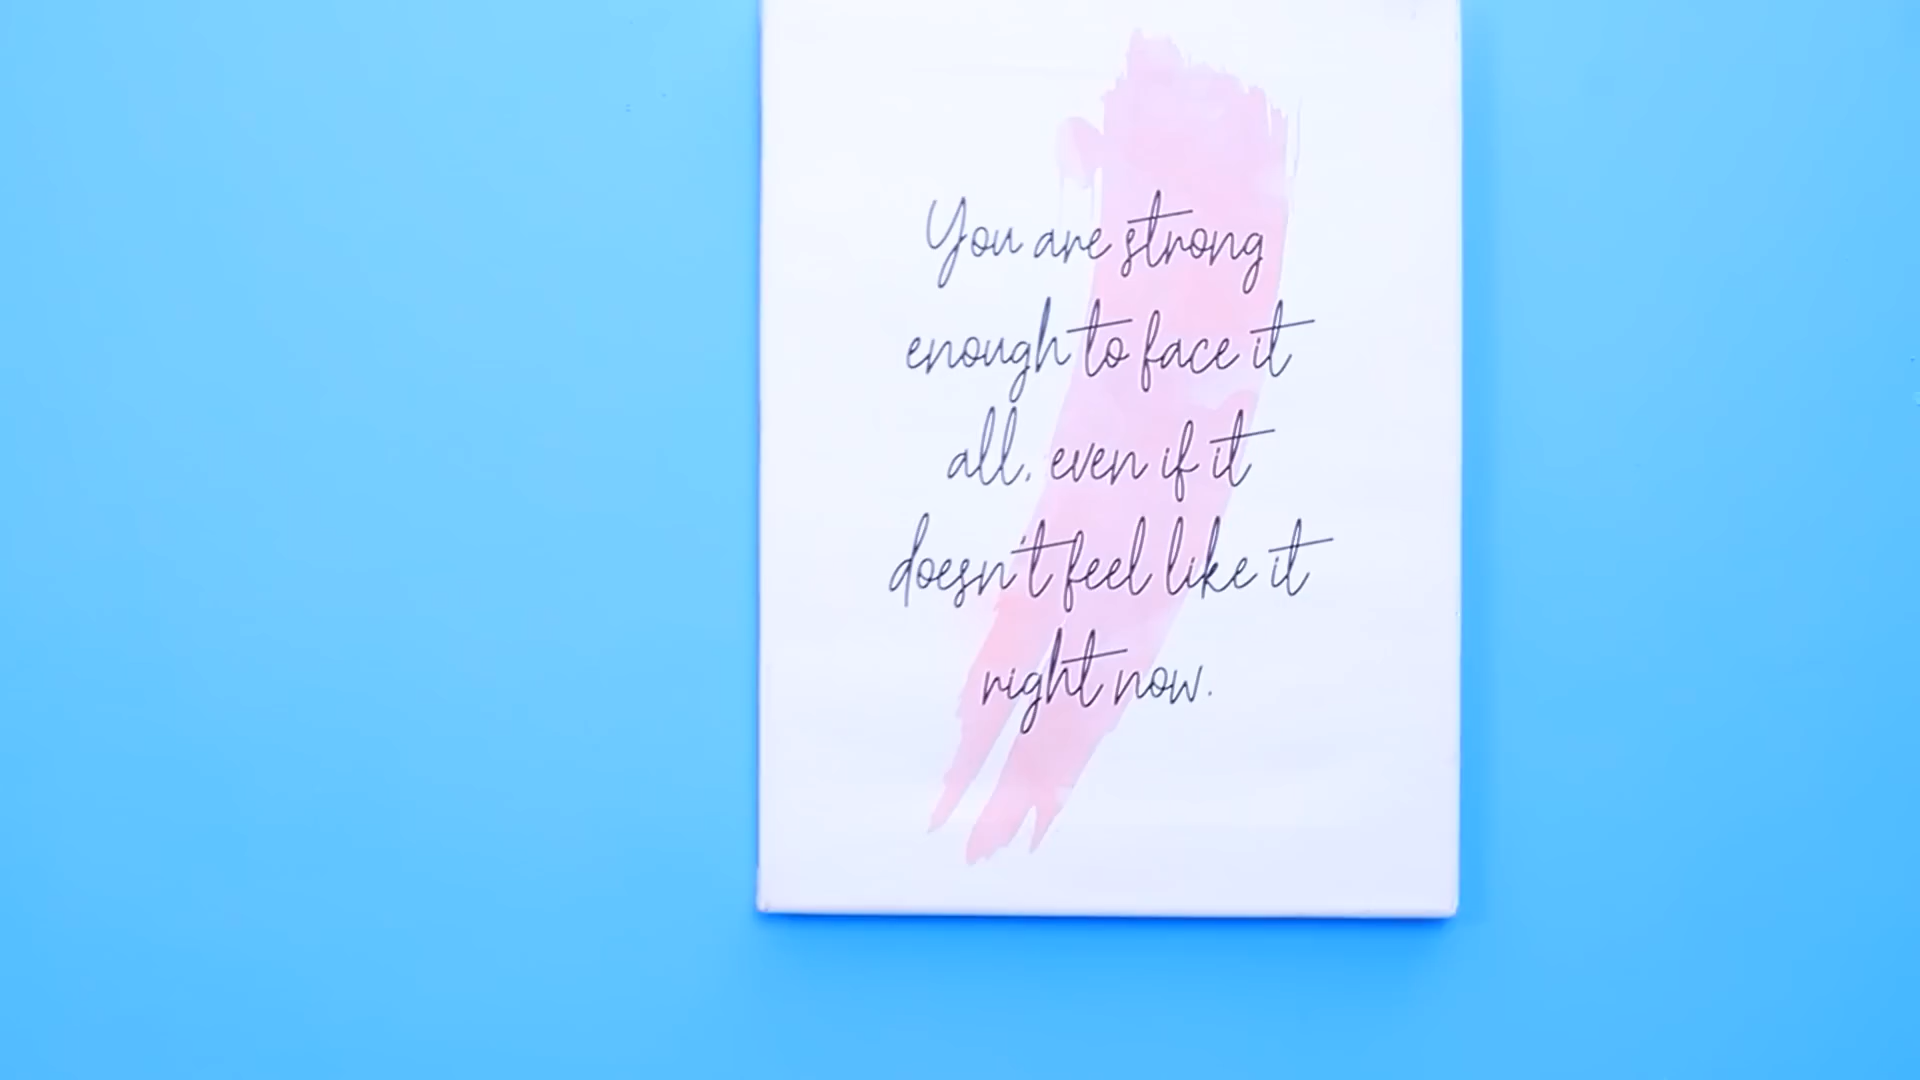 You are strong
enough to face it
all, even if it
doesn't feel like it
right now.